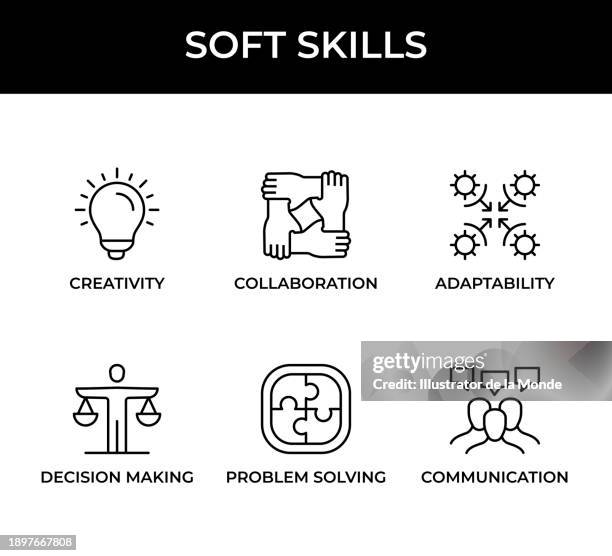 SOFT SKILLS
CREATIVITY
COLLABORATION
ADAPTABILITY
gettyimages
Credit: Illustrator de la Monde
DECISION MAKING
PROBLEM SOLVING
COMMUNICATION
1897667808